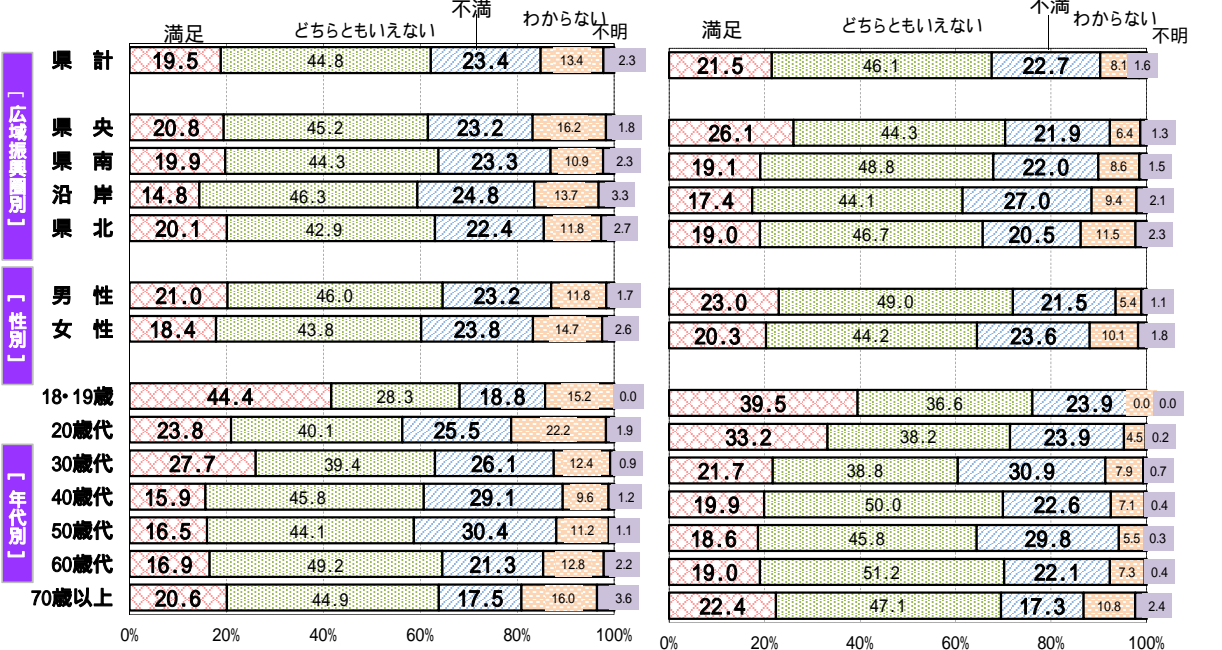 満足 どちらともいえない 不満 わからない 不明
満足 どちらともいえない 不満 わからない 不明
[広域振興圏別]
県 計 19.5 44.8 23.4 13.4 2.3 21.5 46.1 22.7 8.1 1.6
県 央 20.8 45.2 23.2 16.2 1.8 26.1 44.3 21.9 6.4 1.3
県 南 19.9 44.3 23.3 10.9 2.3 19.1 48.8 22.0 8.6 1.5
沿 岸 14.8 46.3 24.8 13.7 3.3 17.4 44.1 27.0 9.4 2.1
県 北 20.1 42.9 22.4 11.8 2.7 19.0 46.7 20.5 11.5 2.3
[性別]
男 性 21.0 46.0 23.2 11.8 1.7 23.0 49.0 21.5 5.4 1.1
女 性 18.4 43.8 23.8 14.7 2.6 20.3 44.2 23.6 10.1 1.8
[年代別]
18・19歳 44.4 28.3 18.8 15.2 0.0 39.5 36.6 23.9 0.0 0.0
20歳代 23.8 40.1 25.5 22.2 1.9 33.2 38.2 23.9 4.5 0.2
30歳代 27.7 39.4 26.1 12.4 0.9 21.7 38.8 30.9 7.9 0.7
40歳代 15.9 45.8 29.1 9.6 1.2 19.9 50.0 22.6 7.1 0.4
50歳代 16.5 44.1 30.4 11.2 1.1 18.6 45.8 29.8 5.5 0.3
60歳代 16.9 49.2 21.3 12.8 2.2 19.0 51.2 22.1 7.3 0.4
70歳以上 20.6 44.9 17.5 16.0 3.6 22.4 47.1 17.3 10.8 2.4
0% 20% 40% 60% 80% 100%
0% 20% 40% 60% 80% 100%